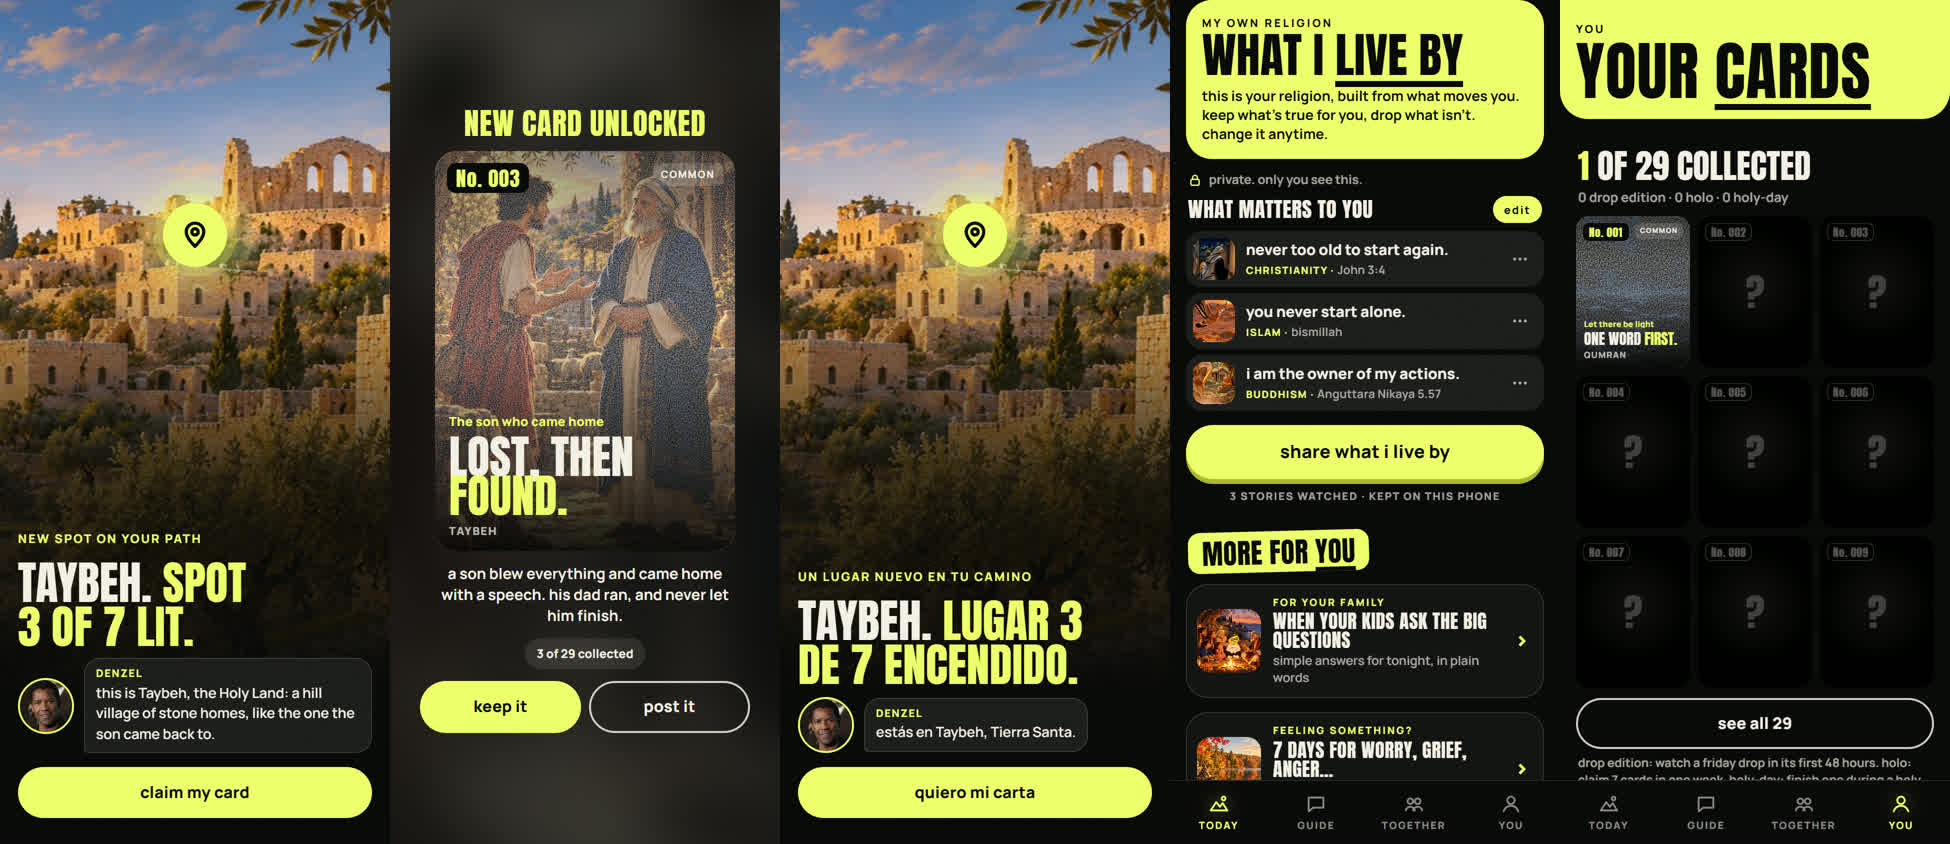 NEW SPOT ON YOUR PATH
TAYBEH. SPOT
3 OF 7 LIT.
DENZEL
this is Taybeh, the Holy Land: a hill
village of stone homes, like the one the
son came back to.
claim my card
NEW CARD UNLOCKED
No. 003
COMMON
The son who came home
LOST, THEN
FOUND.
TAYBEH
a son blew everything and came home
with a speech. his dad ran, and never let
him finish.
3 of 29 collected
keep it
post it
UN LUGAR NUEVO EN TU CAMINO
TAYBEH. LUGAR 3
DE 7 ENCENDIDO.
DENZEL
estás en Taybeh, Tierra Santa.
quiero mi carta
MY OWN RELIGION
WHAT I LIVE BY
this is your religion, built from what moves you.
keep what's true for you, drop what isn't.
change it anytime.
private. only you see this.
WHAT MATTERS TO YOU
edit
never too old to start again.
CHRISTIANITY · John 3:4
you never start alone.
ISLAM · bismillah
i am the owner of my actions.
BUDDHISM · Anguttara Nikaya 5.57
share what i live by
3 STORIES WATCHED · KEPT ON THIS PHONE
MORE FOR YOU
FOR YOUR FAMILY
WHEN YOUR KIDS ASK THE BIG
QUESTIONS
simple answers for tonight, in plain
words
FEELING SOMETHING?
7 DAYS FOR WORRY, GRIEF,
ANGER...
TODAY
GUIDE
TOGETHER
YOU
YOU
YOUR CARDS
1 OF 29 COLLECTED
0 drop edition · 0 holo · 0 holy-day
No. 001
COMMON
Let there be light
ONE WORD FIRST.
QUMRAN
No. 002
?
No. 003
?
No. 004
?
No. 005
?
No. 006
?
No. 007
?
No. 008
?
No. 009
?
see all 29
drop edition: watch a friday drop in its first 48 hours. holo:
claim 7 cards in one week. holy-day: finish one during a holy
TODAY
GUIDE
TOGETHER
YOU